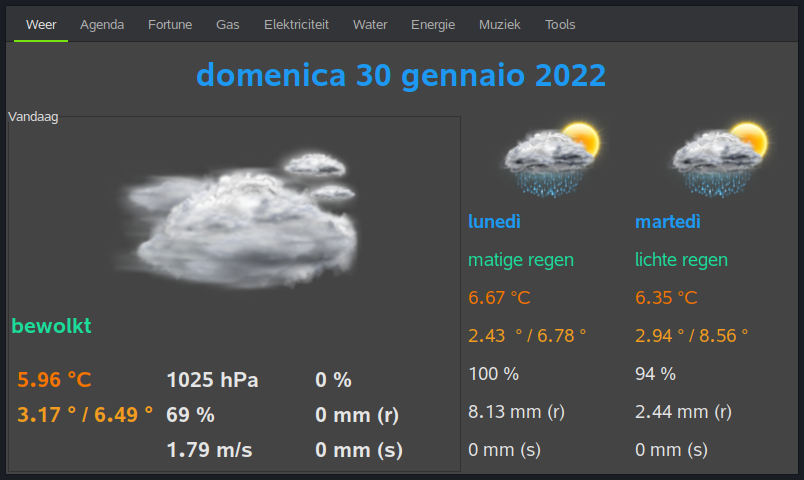 Weer Agenda Fortune Gas Elektriciteit Water Energie Muziek Tools
domenica 30 gennaio 2022
Vandaag
bewolkt
5.96 °C 1025 hPa 0 %
3.17 ° / 6.49 ° 69 % 0 mm (r)
1.79 m/s 0 mm (s)
lunedì
matige regen
6.67 °C
2.43 ° / 6.78 °
100 %
8.13 mm (r)
0 mm (s)
martedì
lichte regen
6.35 °C
2.94 ° / 8.56 °
94 %
2.44 mm (r)
0 mm (s)